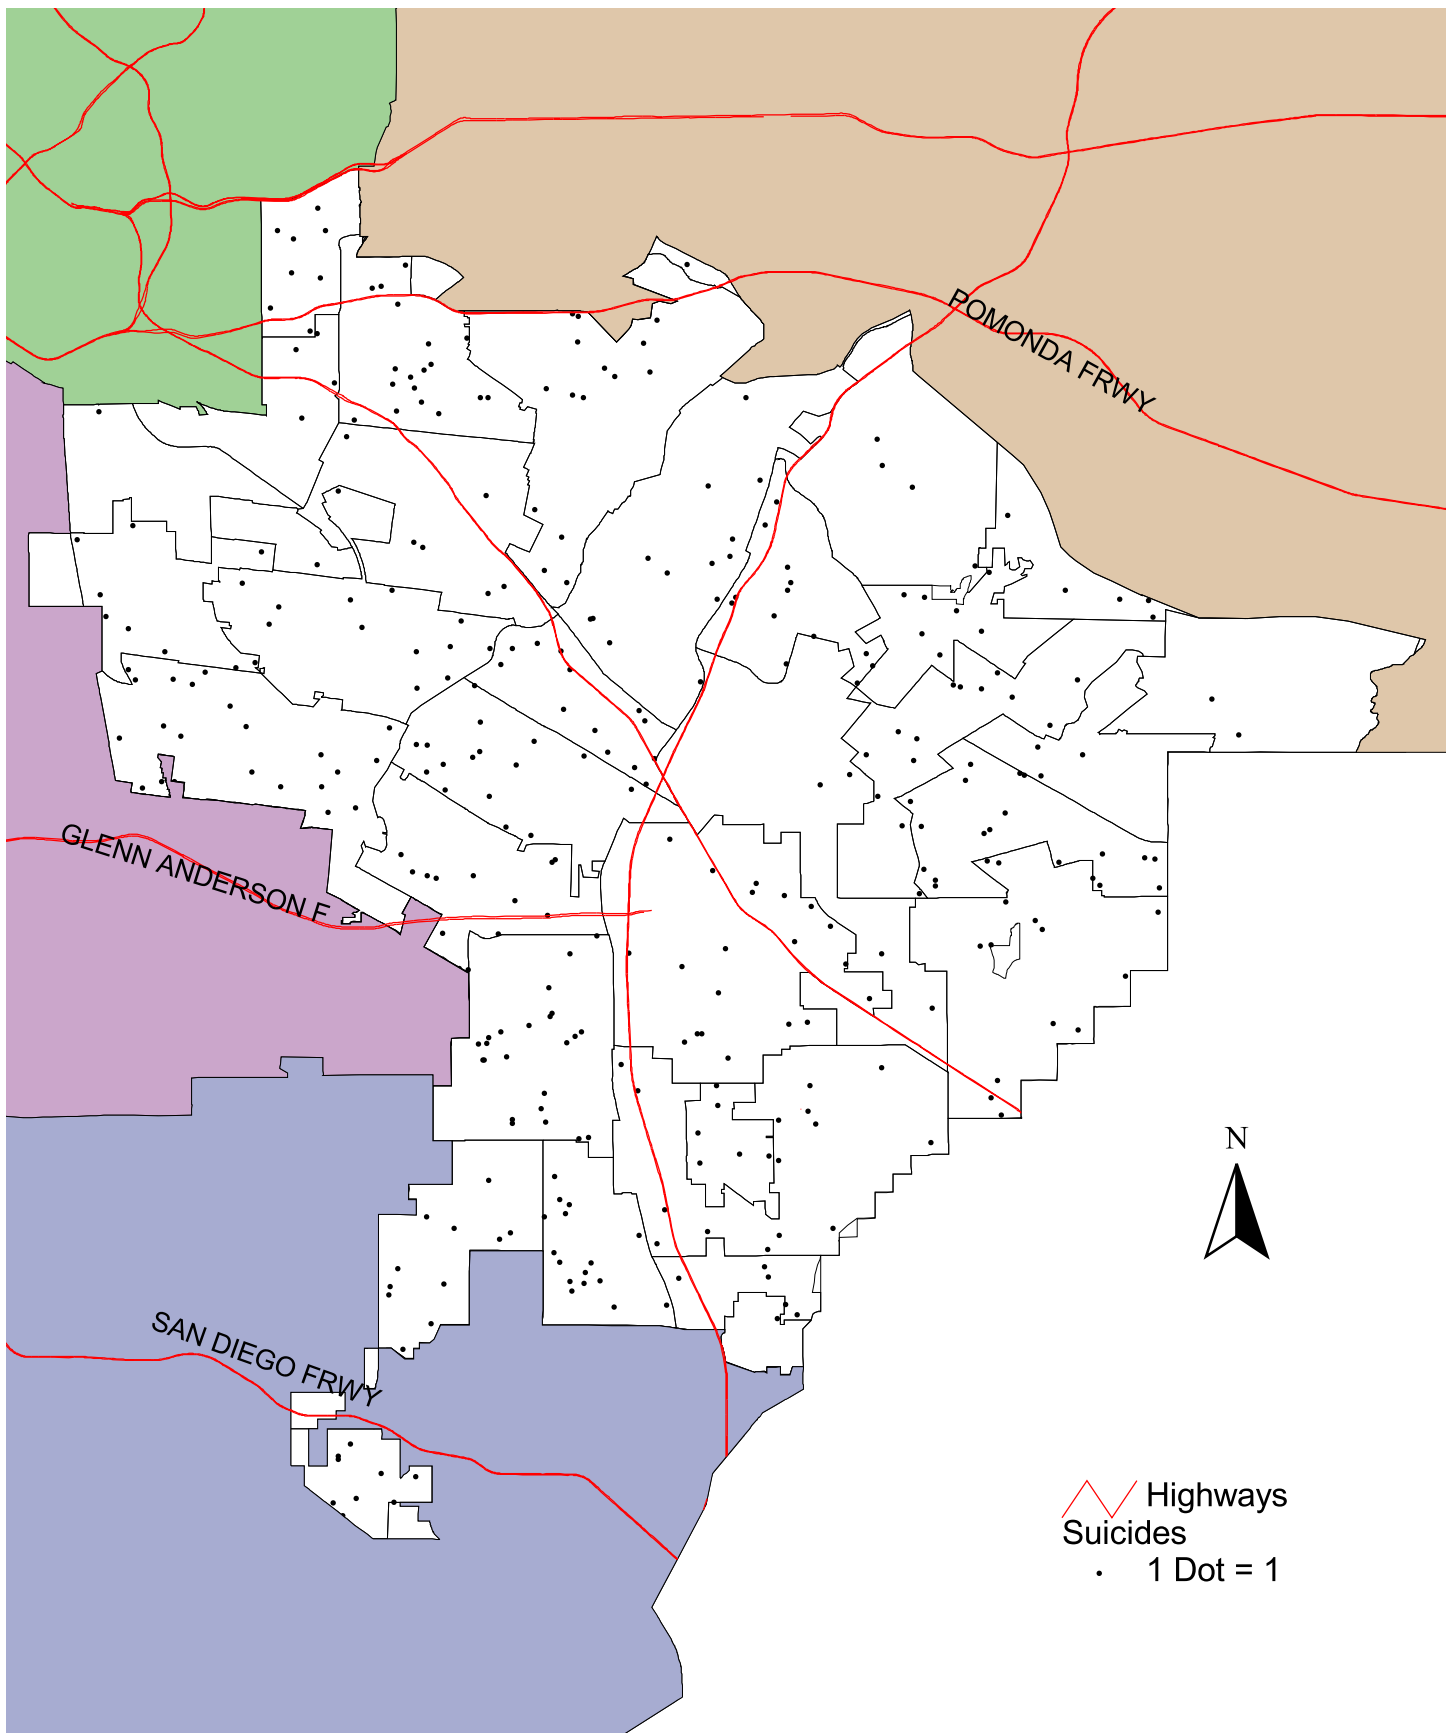 POMONDA FRWY
GLENN ANDERSON F
N
SAN DIEGO FRWY
Highways
Suicides
1 Dot = 1